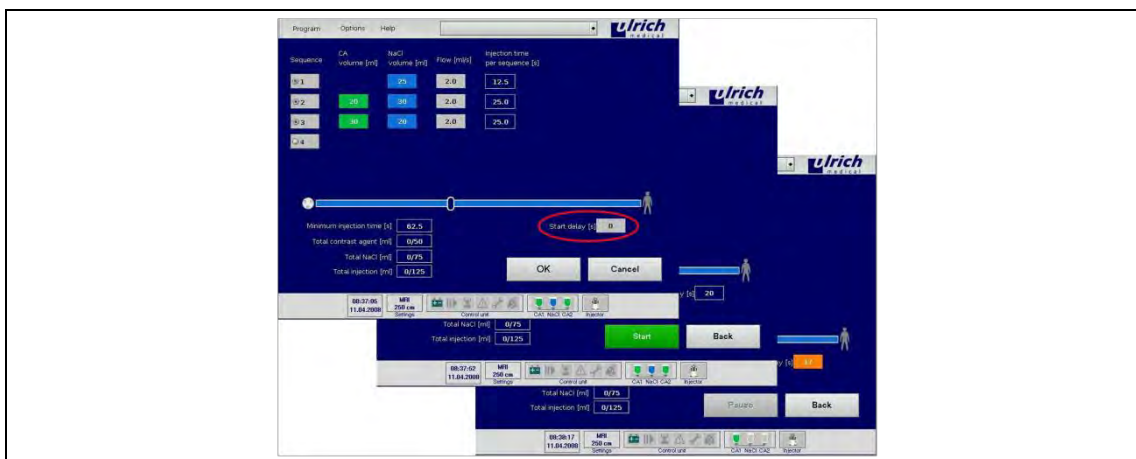 Program Options Help ulrich medical
Sequence CA volume [ml] NaCl volume [ml] Flow [ml/s] Injection time per sequence [s]
1 25 2.0 12.5
2 20 30 2.0 25.0
3 30 20 2.0 25.0
4
Minimum injection time [s] 62.5 Start delay [s] 0
Total contrast agent [ml] 0/50
Total NaCl [ml] 0/75
Total injection [ml] 0/125
OK Cancel
08:37:05 11.04.2008 MRI 250 cm Settings Control unit CA1 NaCl CA2 Injector
ulrich medical
y [s] 20
Total NaCl [ml] 0/75
Total injection [ml] 0/125
Start Back
08:37:52 11.04.2008 MRI 250 cm Settings Control unit CA1 NaCl CA2 Injector
ulrich medical
y [s]
Total NaCl [ml] 0/75
Total injection [ml] 0/125
Pause Back
08:38:17 11.04.2008 MRI 250 cm Settings Control unit CA1 NaCl CA2 Injector